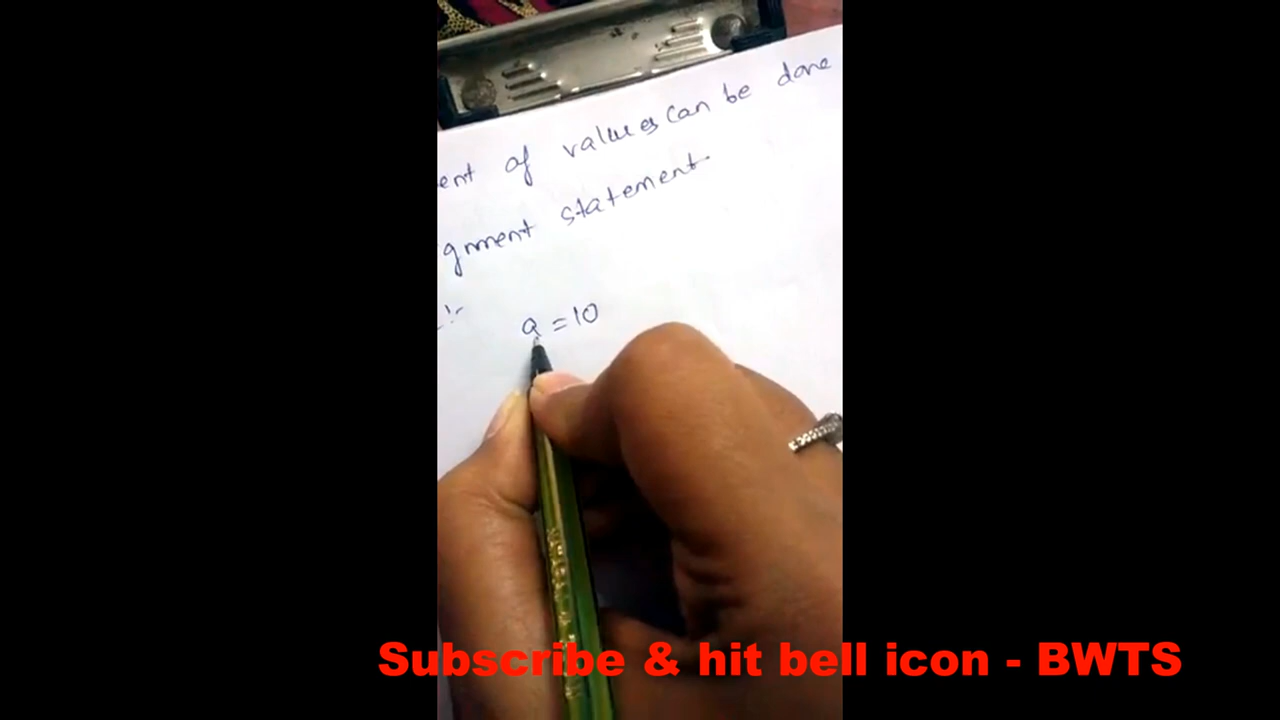 ent of values can be done
gnment statement
a = 10
Subscribe & hit bell icon - BWTS